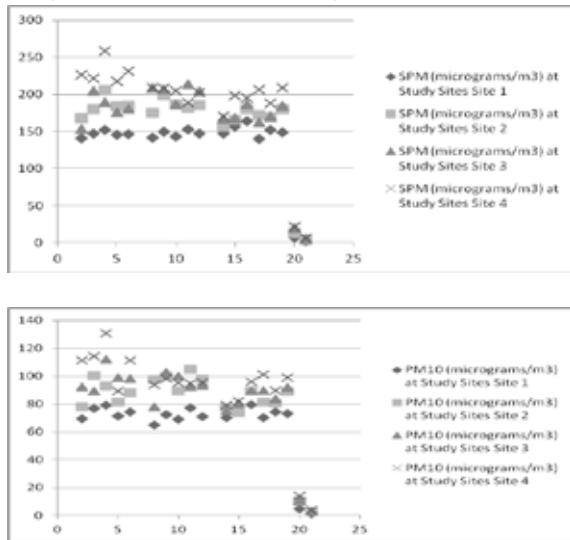 300
250
200
150
100
50
0
0 5 10 15 20 25
SPM (micrograms/m3) at
Study Sites Site 1
SPM (micrograms/m3) at
Study Sites Site 2
SPM (micrograms/m3) at
Study Sites Site 3
SPM (micrograms/m3) at
Study Sites Site 4
140
120
100
80
60
40
20
0
0 5 10 15 20 25
PM10 (micrograms/m3)
at Study Sites Site 1
PM10 (micrograms/m3)
at Study Sites Site 2
PM10 (micrograms/m3)
at Study Sites Site 3
PM10 (micrograms/m3)
at Study Sites Site 4